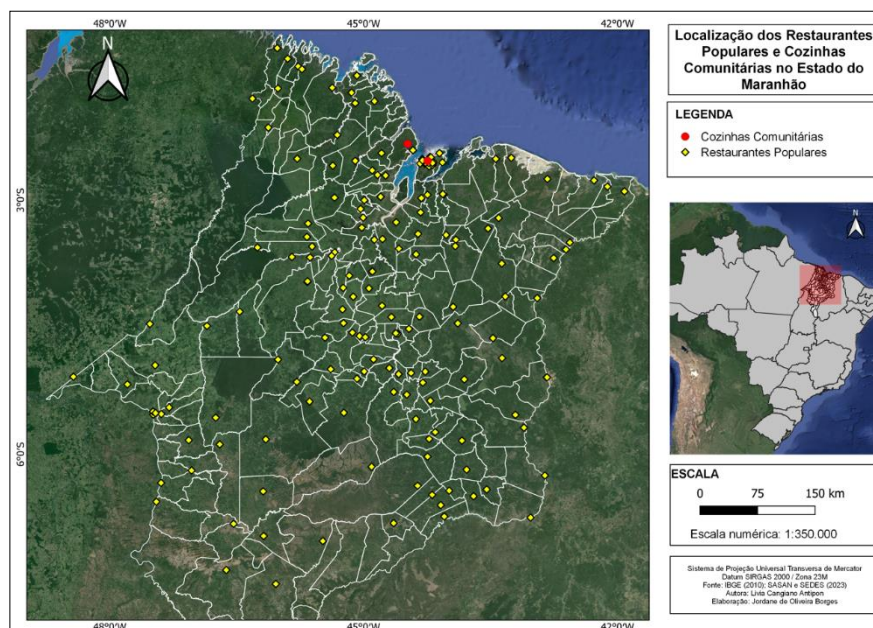 48°0'W 45°0'W 42°0'W
N
3°0'S
6°0'S
48°0'W 45°0'W 42°0'W
Localização dos Restaurantes
Populares e Cozinhas
Comunitárias no Estado do
Maranhão
LEGENDA
Cozinhas Comunitárias
Restaurantes Populares
N
ESCALA
0 75 150 km
Escala numérica: 1:350.000
Sistema de Projeção Universal Transversa de Mercator
Datum SIRGAS 2000 / Zona 23M
Fonte: IBGE (2010); SASAN e SEDES (2023)
Autora: Livia Cangiano Antipon
Elaboração: Jordane de Oliveira Borges